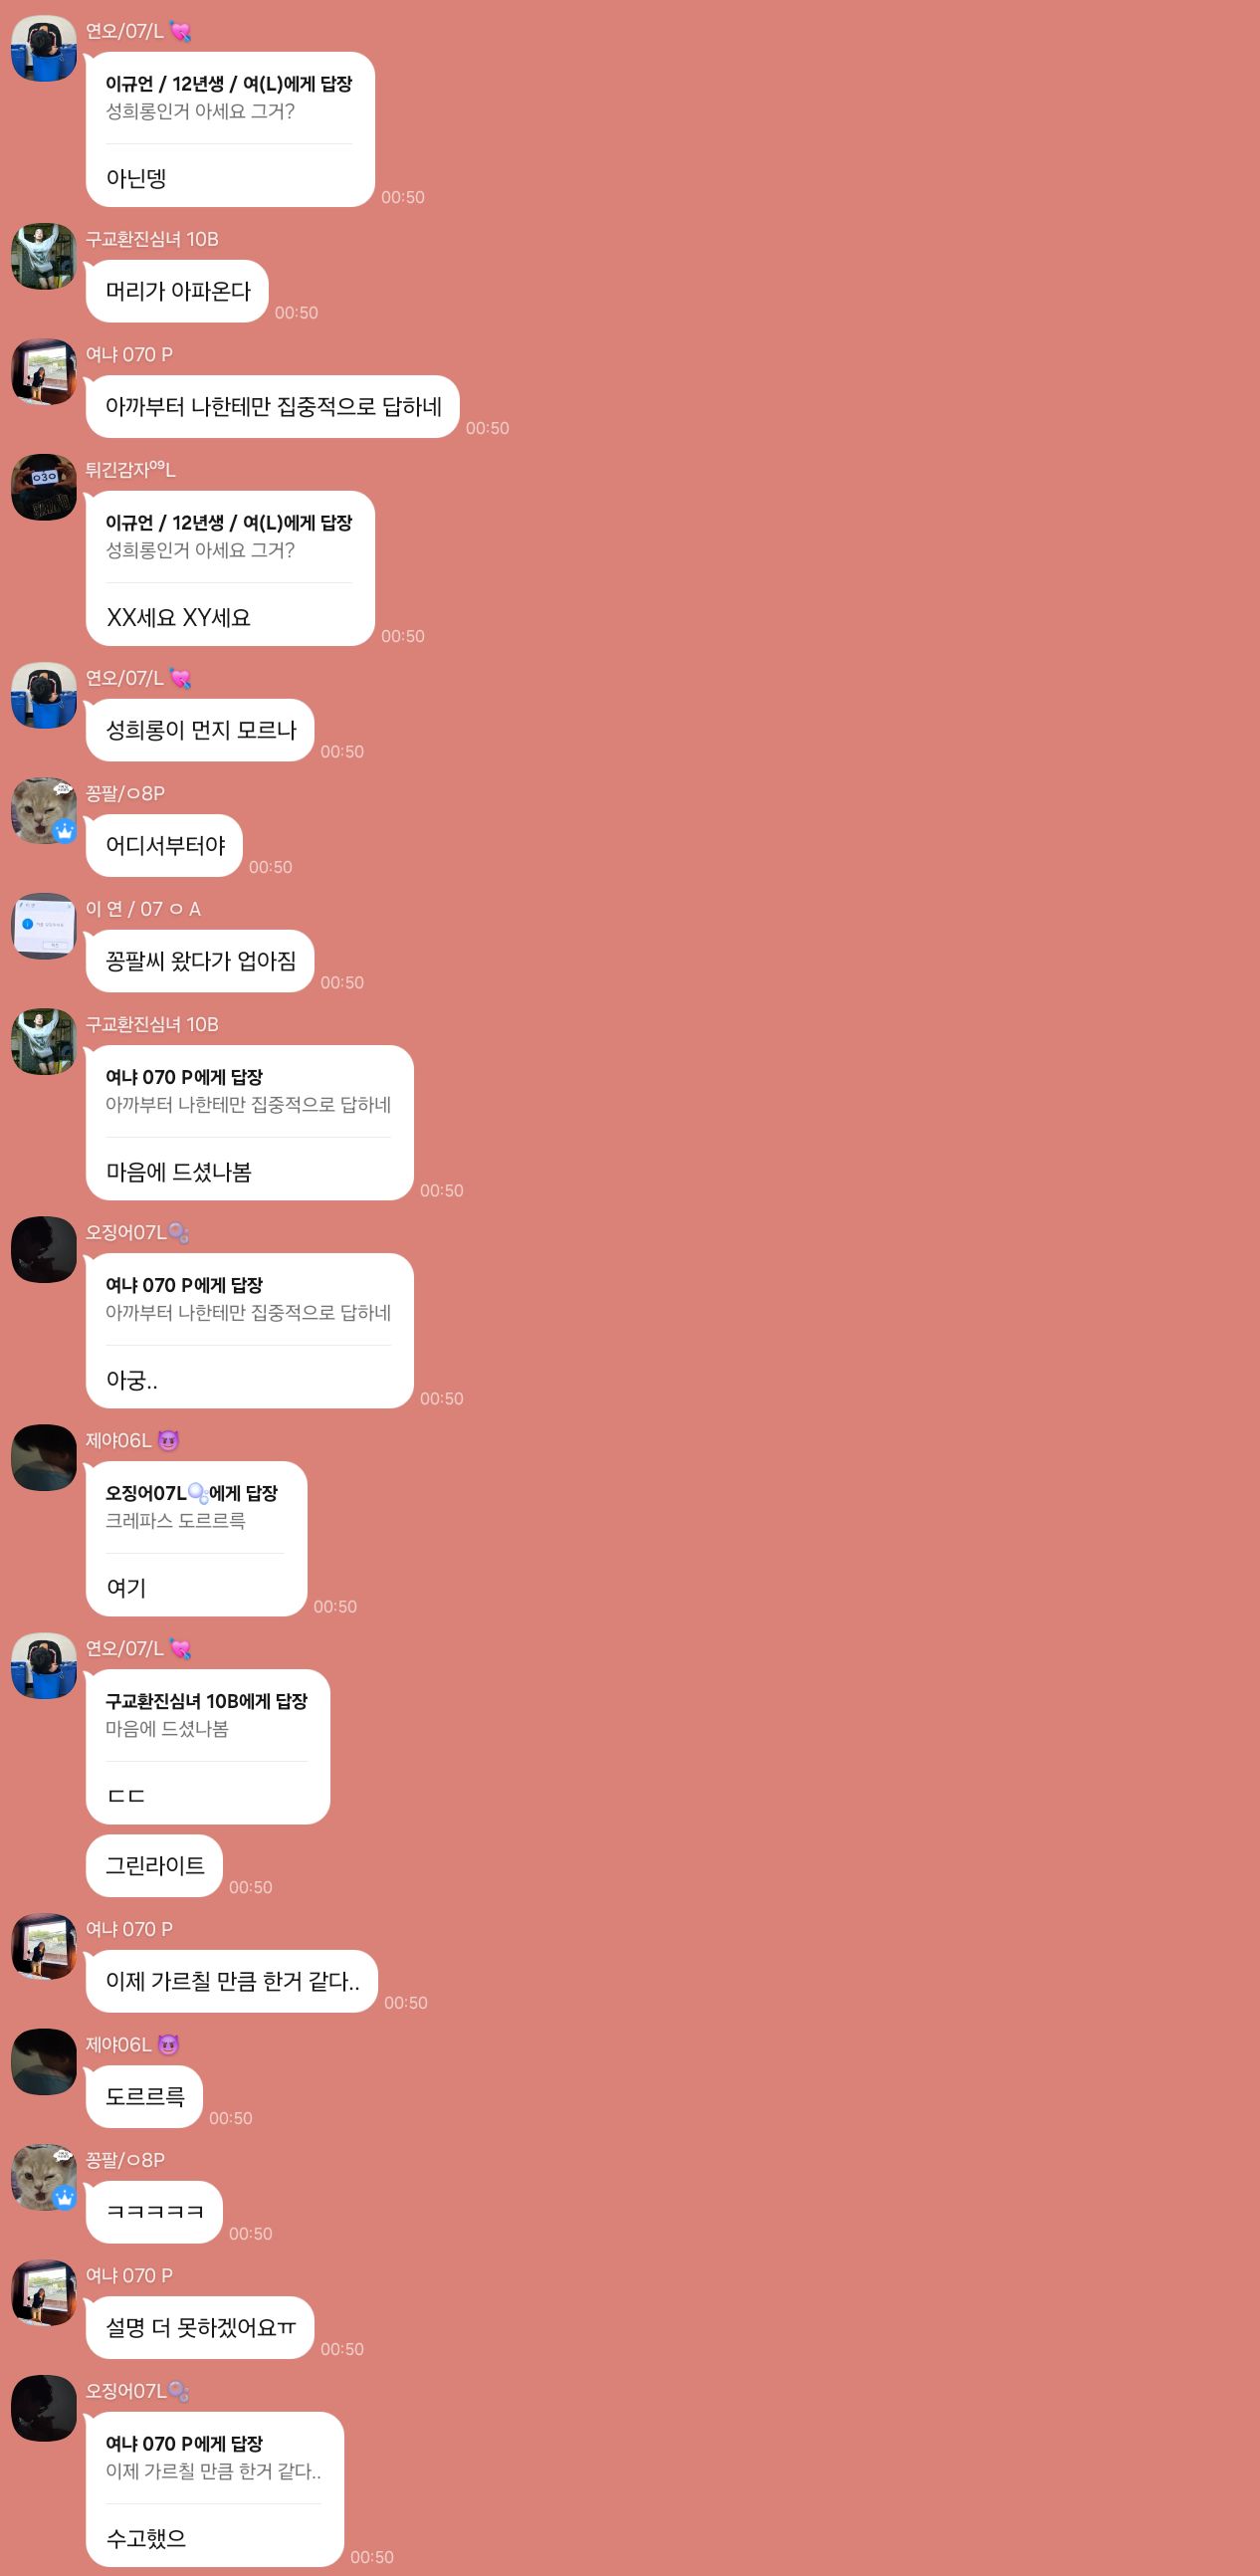 연오/07/L 💘
이규언 / 12년생 / 여(L)에게 답장
성희롱인거 아세요 그거?
아닌뎅
00:50
구교환진심녀 10B
머리가 아파온다
00:50
여냐 070 P
아까부터 나한테만 집중적으로 답하네
00:50
튀긴감자⁰⁹L
이규언 / 12년생 / 여(L)에게 답장
성희롱인거 아세요 그거?
XX세요 XY세요
00:50
연오/07/L 💘
성희롱이 먼지 모르나
00:50
꽁팔/ㅇ8P
어디서부터야
00:50
이 연 / 07 ㅇ A
꽁팔씨 왔다가 업아짐
00:50
구교환진심녀 10B
여냐 070 P에게 답장
아까부터 나한테만 집중적으로 답하네
마음에 드셨나봄
00:50
오징어07L🫧
여냐 070 P에게 답장
아까부터 나한테만 집중적으로 답하네
아궁..
00:50
제야06L 😈
오징어07L🫧에게 답장
크레파스 도르르륵
여기
00:50
연오/07/L 💘
구교환진심녀 10B에게 답장
마음에 드셨나봄
ㄷㄷ
그린라이트
00:50
여냐 070 P
이제 가르칠 만큼 한거 같다..
00:50
제야06L 😈
도르르륵
00:50
꽁팔/ㅇ8P
ㅋㅋㅋㅋㅋ
00:50
여냐 070 P
설명 더 못하겠어요ㅠ
00:50
오징어07L🫧
여냐 070 P에게 답장
이제 가르칠 만큼 한거 같다..
수고했으
00:50